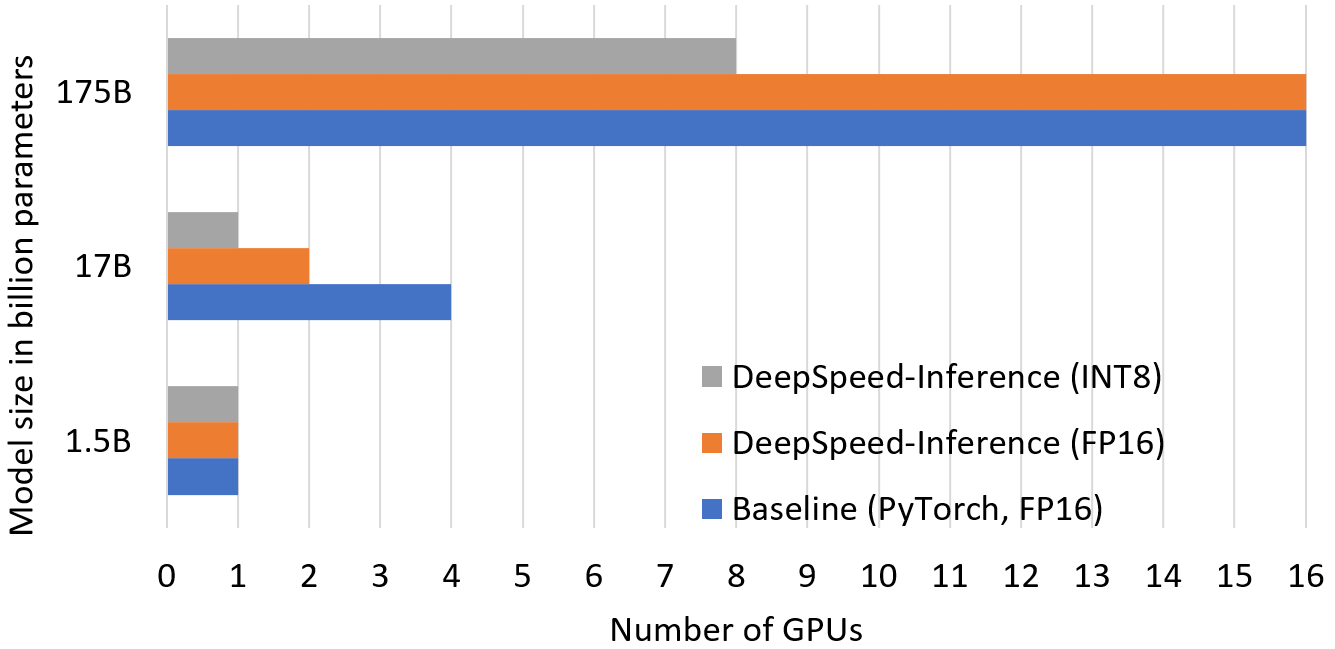 Model size in billion parameters
175B
17B
1.5B
DeepSpeed-Inference (INT8)
DeepSpeed-Inference (FP16)
Baseline (PyTorch, FP16)
0 1 2 3 4 5 6 7 8 9 10 11 12 13 14 15 16
Number of GPUs